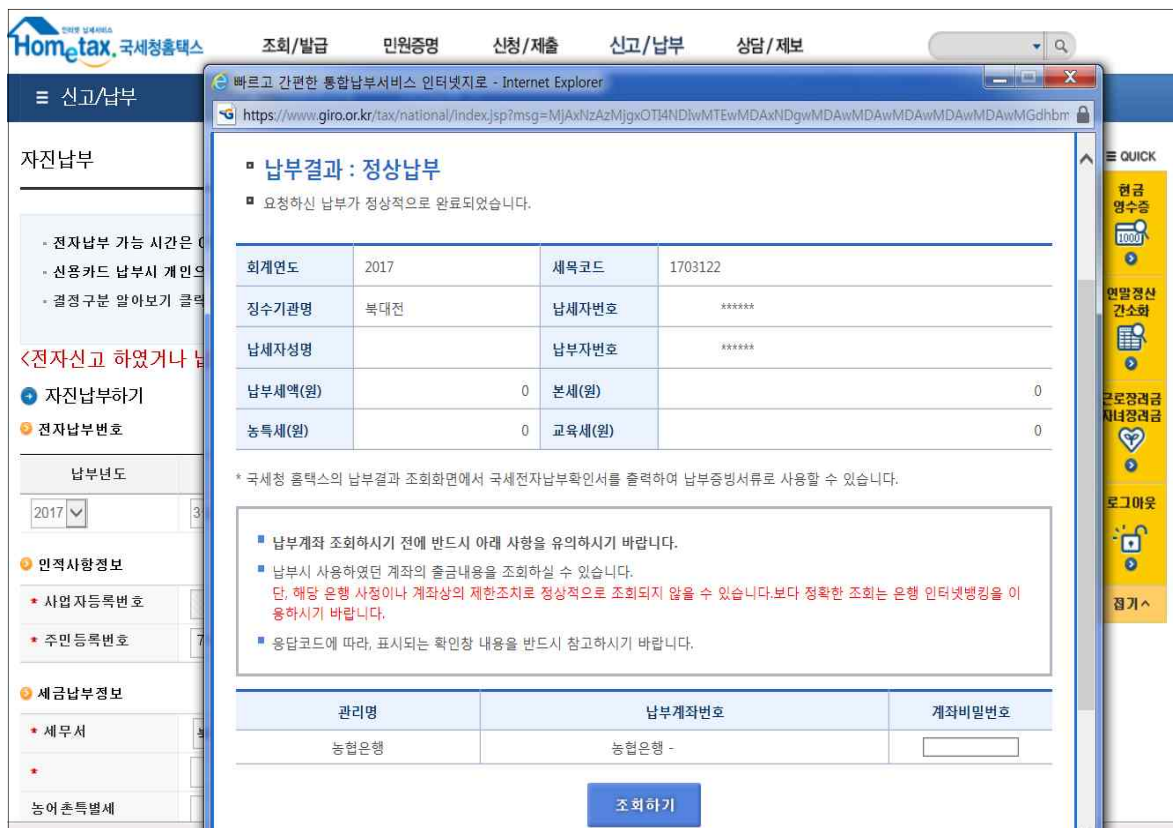 인터넷 납세서비스
Hometax. 국세청홈택스
조회/발급 민원증명 신청/제출 신고/납부 상담/제보
≡ 신고/납부
빠르고 간편한 통합납부서비스 인터넷지로 - Internet Explorer
X
자진납부
- 전자납부 가능 시간은
- 신용카드 납부시 개인으
- 결정구분 알아보기 클릭
<전자신고 하였거나
자진납부하기
전자납부번호
납부년도
2017
인적사항정보
* 사업자등록번호
* 주민등록번호 7
세금납부정보
* 세무서
*
농어촌특별세
납부결과 : 정상납부
요청하신 납부가 정상적으로 완료되었습니다.
회계연도 2017 세목코드 1703122
징수기관명 북대전 납세자번호 ******
납세자성명 납부자번호 ******
납부세액(원) 0 본세(원) 0
농특세(원) 0 교육세(원) 0
* 국세청 홈택스의 납부결과 조회화면에서 국세전자납부확인서를 출력하여 납부증빙서류로 사용할 수 있습니다.
납부계좌 조회하시기 전에 반드시 아래 사항을 유의하시기 바랍니다.
납부시 사용하였던 계좌의 출금내용을 조회하실 수 있습니다.
단, 해당 은행 사정이나 계좌상의 제한조치로 정상적으로 조회되지 않을 수 있습니다.보다 정확한 조회는 은행 인터넷뱅킹을 이
용하시기 바랍니다.
응답코드에 따라, 표시되는 확인창 내용을 반드시 참고하시기 바랍니다.
관리명 납부계좌번호 계좌비밀번호
농협은행 농협은행 -
조회하기
≡ QUICK
현금
영수증
1000
연말정산
간소화
근로장려금
자녀장려금
로그아웃
접기 ^